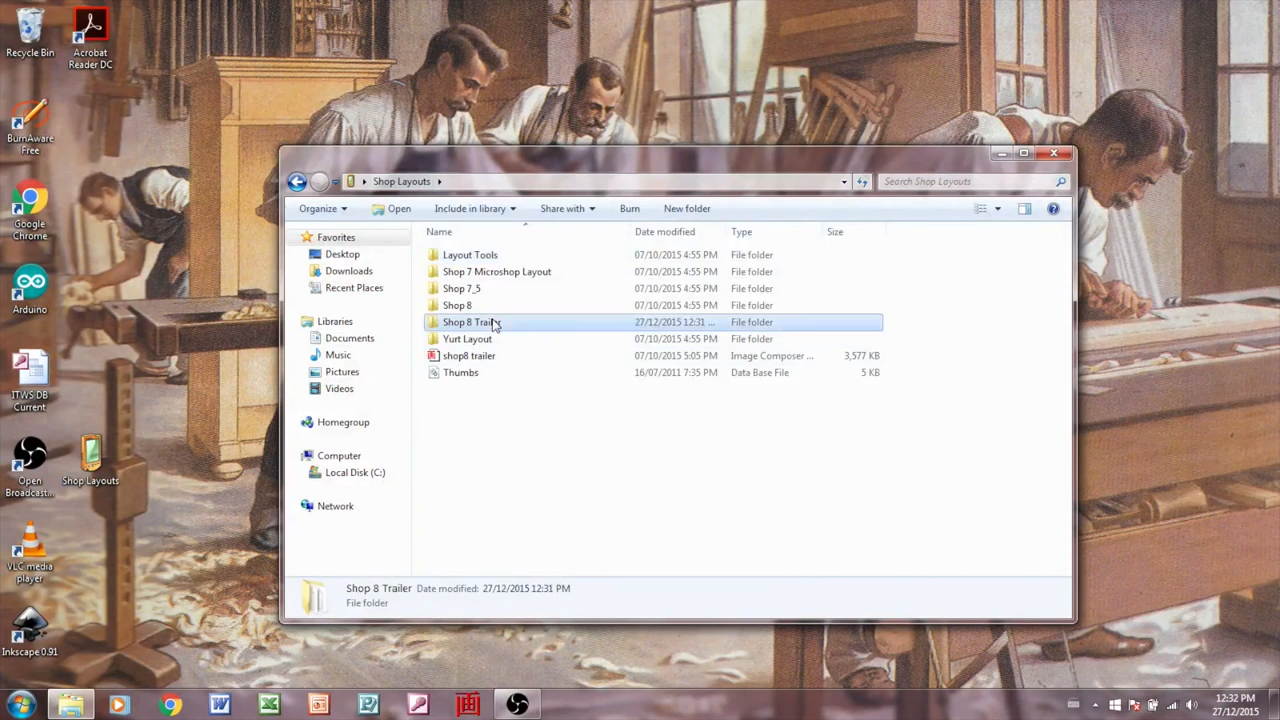 Recycle Bin
Acrobat
Reader DC
BurnAware
Free
Google
Chrome
Arduino
ITWS DB
Current
Open
Broadcast...
Shop Layouts
VLC media
player
Inkscape 0.91
Shop Layouts
Search Shop Layouts
Organize Open Include in library Share with Burn New folder
Name Date modified Type Size
Favorites
Desktop
Downloads
Recent Places
Libraries
Documents
Music
Pictures
Videos
Homegroup
Computer
Local Disk (C:)
Network
Layout Tools 07/10/2015 4:55 PM File folder
Shop 7 Microshop Layout 07/10/2015 4:55 PM File folder
Shop 7_5 07/10/2015 4:55 PM File folder
Shop 8 07/10/2015 4:55 PM File folder
Shop 8 Trailer 27/12/2015 12:31 ... File folder
Yurt Layout 07/10/2015 4:55 PM File folder
shop8 trailer 07/10/2015 5:05 PM Image Composer ... 3,577 KB
Thumbs 16/07/2011 7:35 PM Data Base File 5 KB
Shop 8 Trailer Date modified: 27/12/2015 12:31 PM
File folder
画
12:32 PM
27/12/2015